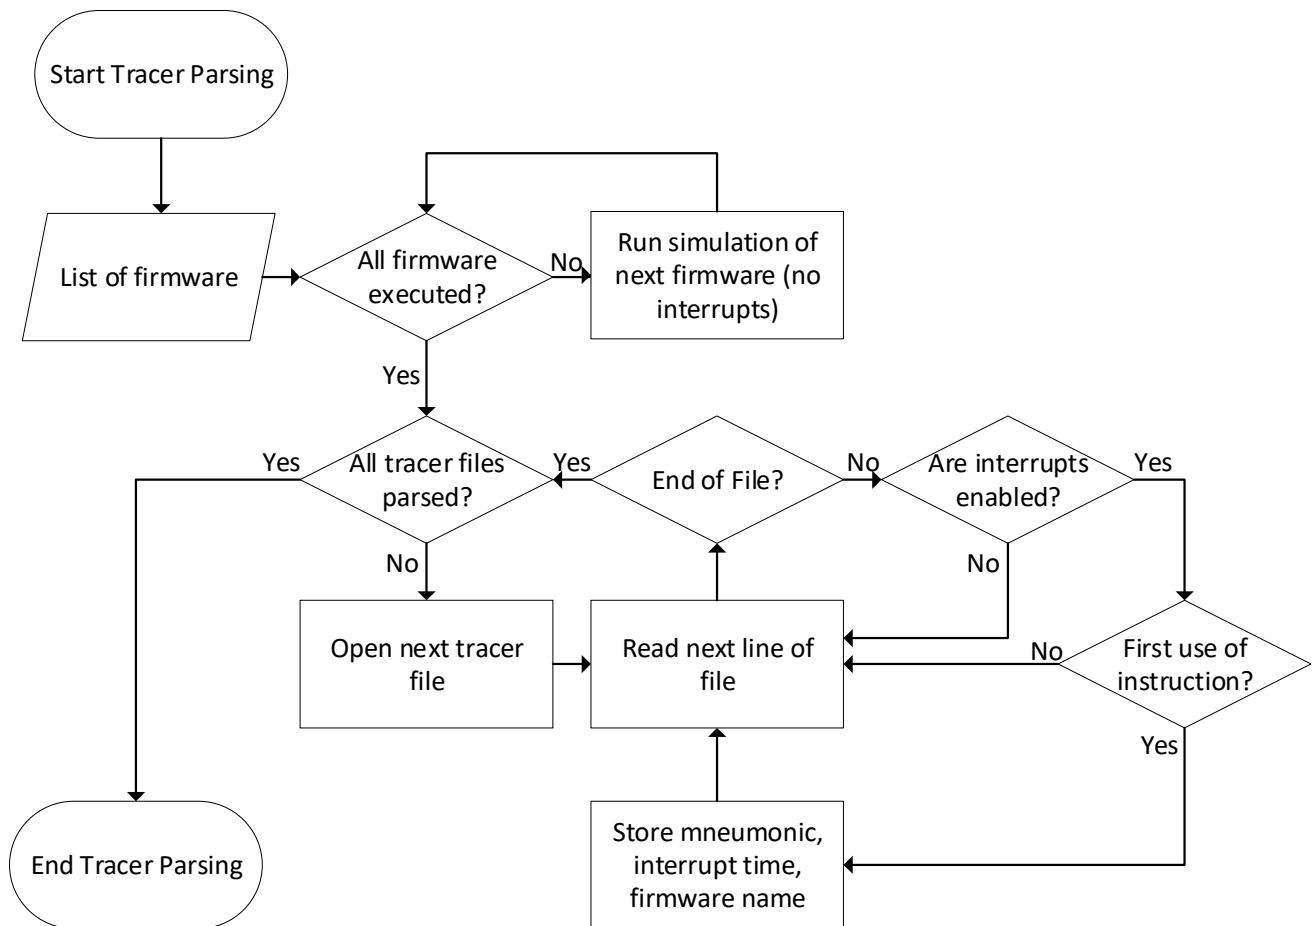 Start Tracer Parsing
List of firmware
All firmware
executed?
No
Run simulation of
next firmware (no
interrupts)
Yes
Yes
All tracer files
parsed?
Yes
End of File?
No
Are interrupts
enabled?
Yes
No
No
Open next tracer
file
Read next line of
file
No
First use of
instruction?
Yes
End Tracer Parsing
Store mneumonic,
interrupt time,
firmware name